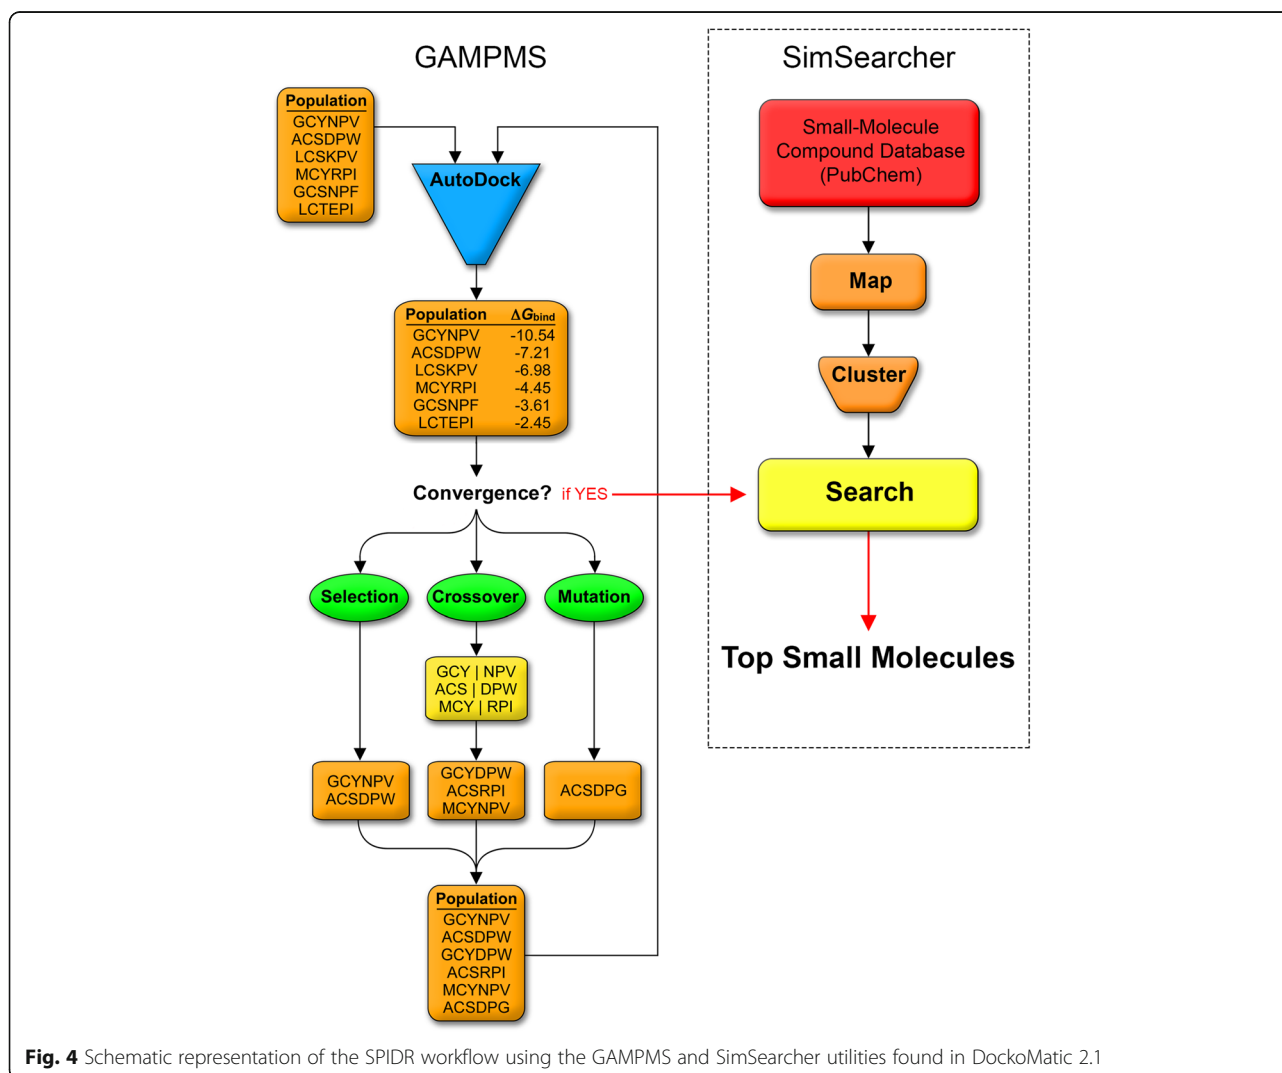 GAMPMS
Population
GCYNPV
ACSDPW
LCSKPV
MCYRPI
GCSNPF
LCTEPI
AutoDock
Population ΔGbind
GCYNPV -10.54
ACSDPW -7.21
LCSKPV -6.98
MCYRPI -4.45
GCSNPF -3.61
LCTEPI -2.45
Convergence? if YES
Selection
Crossover
Mutation
GCY | NPV
ACS | DPW
MCY | RPI
GCYNPV
ACSDPW
GCYDPW
ACSRPI
MCYNPV
ACSDPG
Population
GCYNPV
ACSDPW
GCYDPW
ACSRPI
MCYNPV
ACSDPG
SimSearcher
Small-Molecule
Compound Database
(PubChem)
Map
Cluster
Search
Top Small Molecules
Fig. 4 Schematic representation of the SPIDR workflow using the GAMPMS and SimSearcher utilities found in DockoMatic 2.1